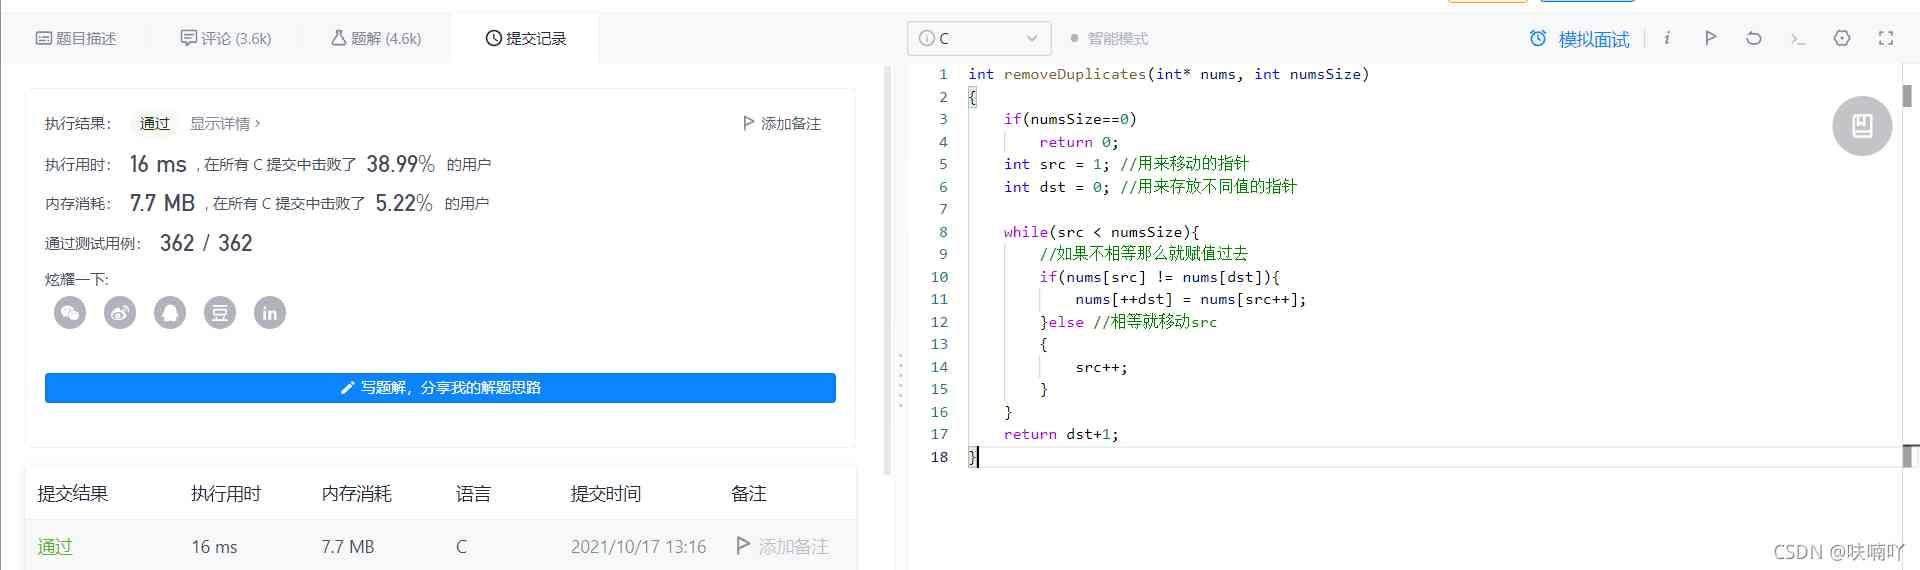 题目描述
评论 (3.6k)
题解 (4.6k)
提交记录
执行结果： 通过 显示详情 ›
添加备注
执行用时： 16 ms , 在所有 C 提交中击败了 38.99% 的用户
内存消耗： 7.7 MB , 在所有 C 提交中击败了 5.22% 的用户
通过测试用例： 362 / 362
炫耀一下:
豆
in
写题解，分享我的解题思路
提交结果 执行用时 内存消耗 语言 提交时间 备注
通过 16 ms 7.7 MB C 2021/10/17 13:16 添加备注
C
智能模式
模拟面试
1 int removeDuplicates(int* nums, int numsSize)
2 {
3 if(numsSize==0)
4 return 0;
5 int src = 1; //用来移动的指针
6 int dst = 0; //用来存放不同值的指针
7
8 while(src < numsSize){
9 //如果不相等那么就赋值过去
10 if(nums[src] != nums[dst]){
11 nums[++dst] = nums[src++];
12 }else //相等就移动src
13 {
14 src++;
15 }
16 }
17 return dst+1;
18 }
CSDN @呋喃吖